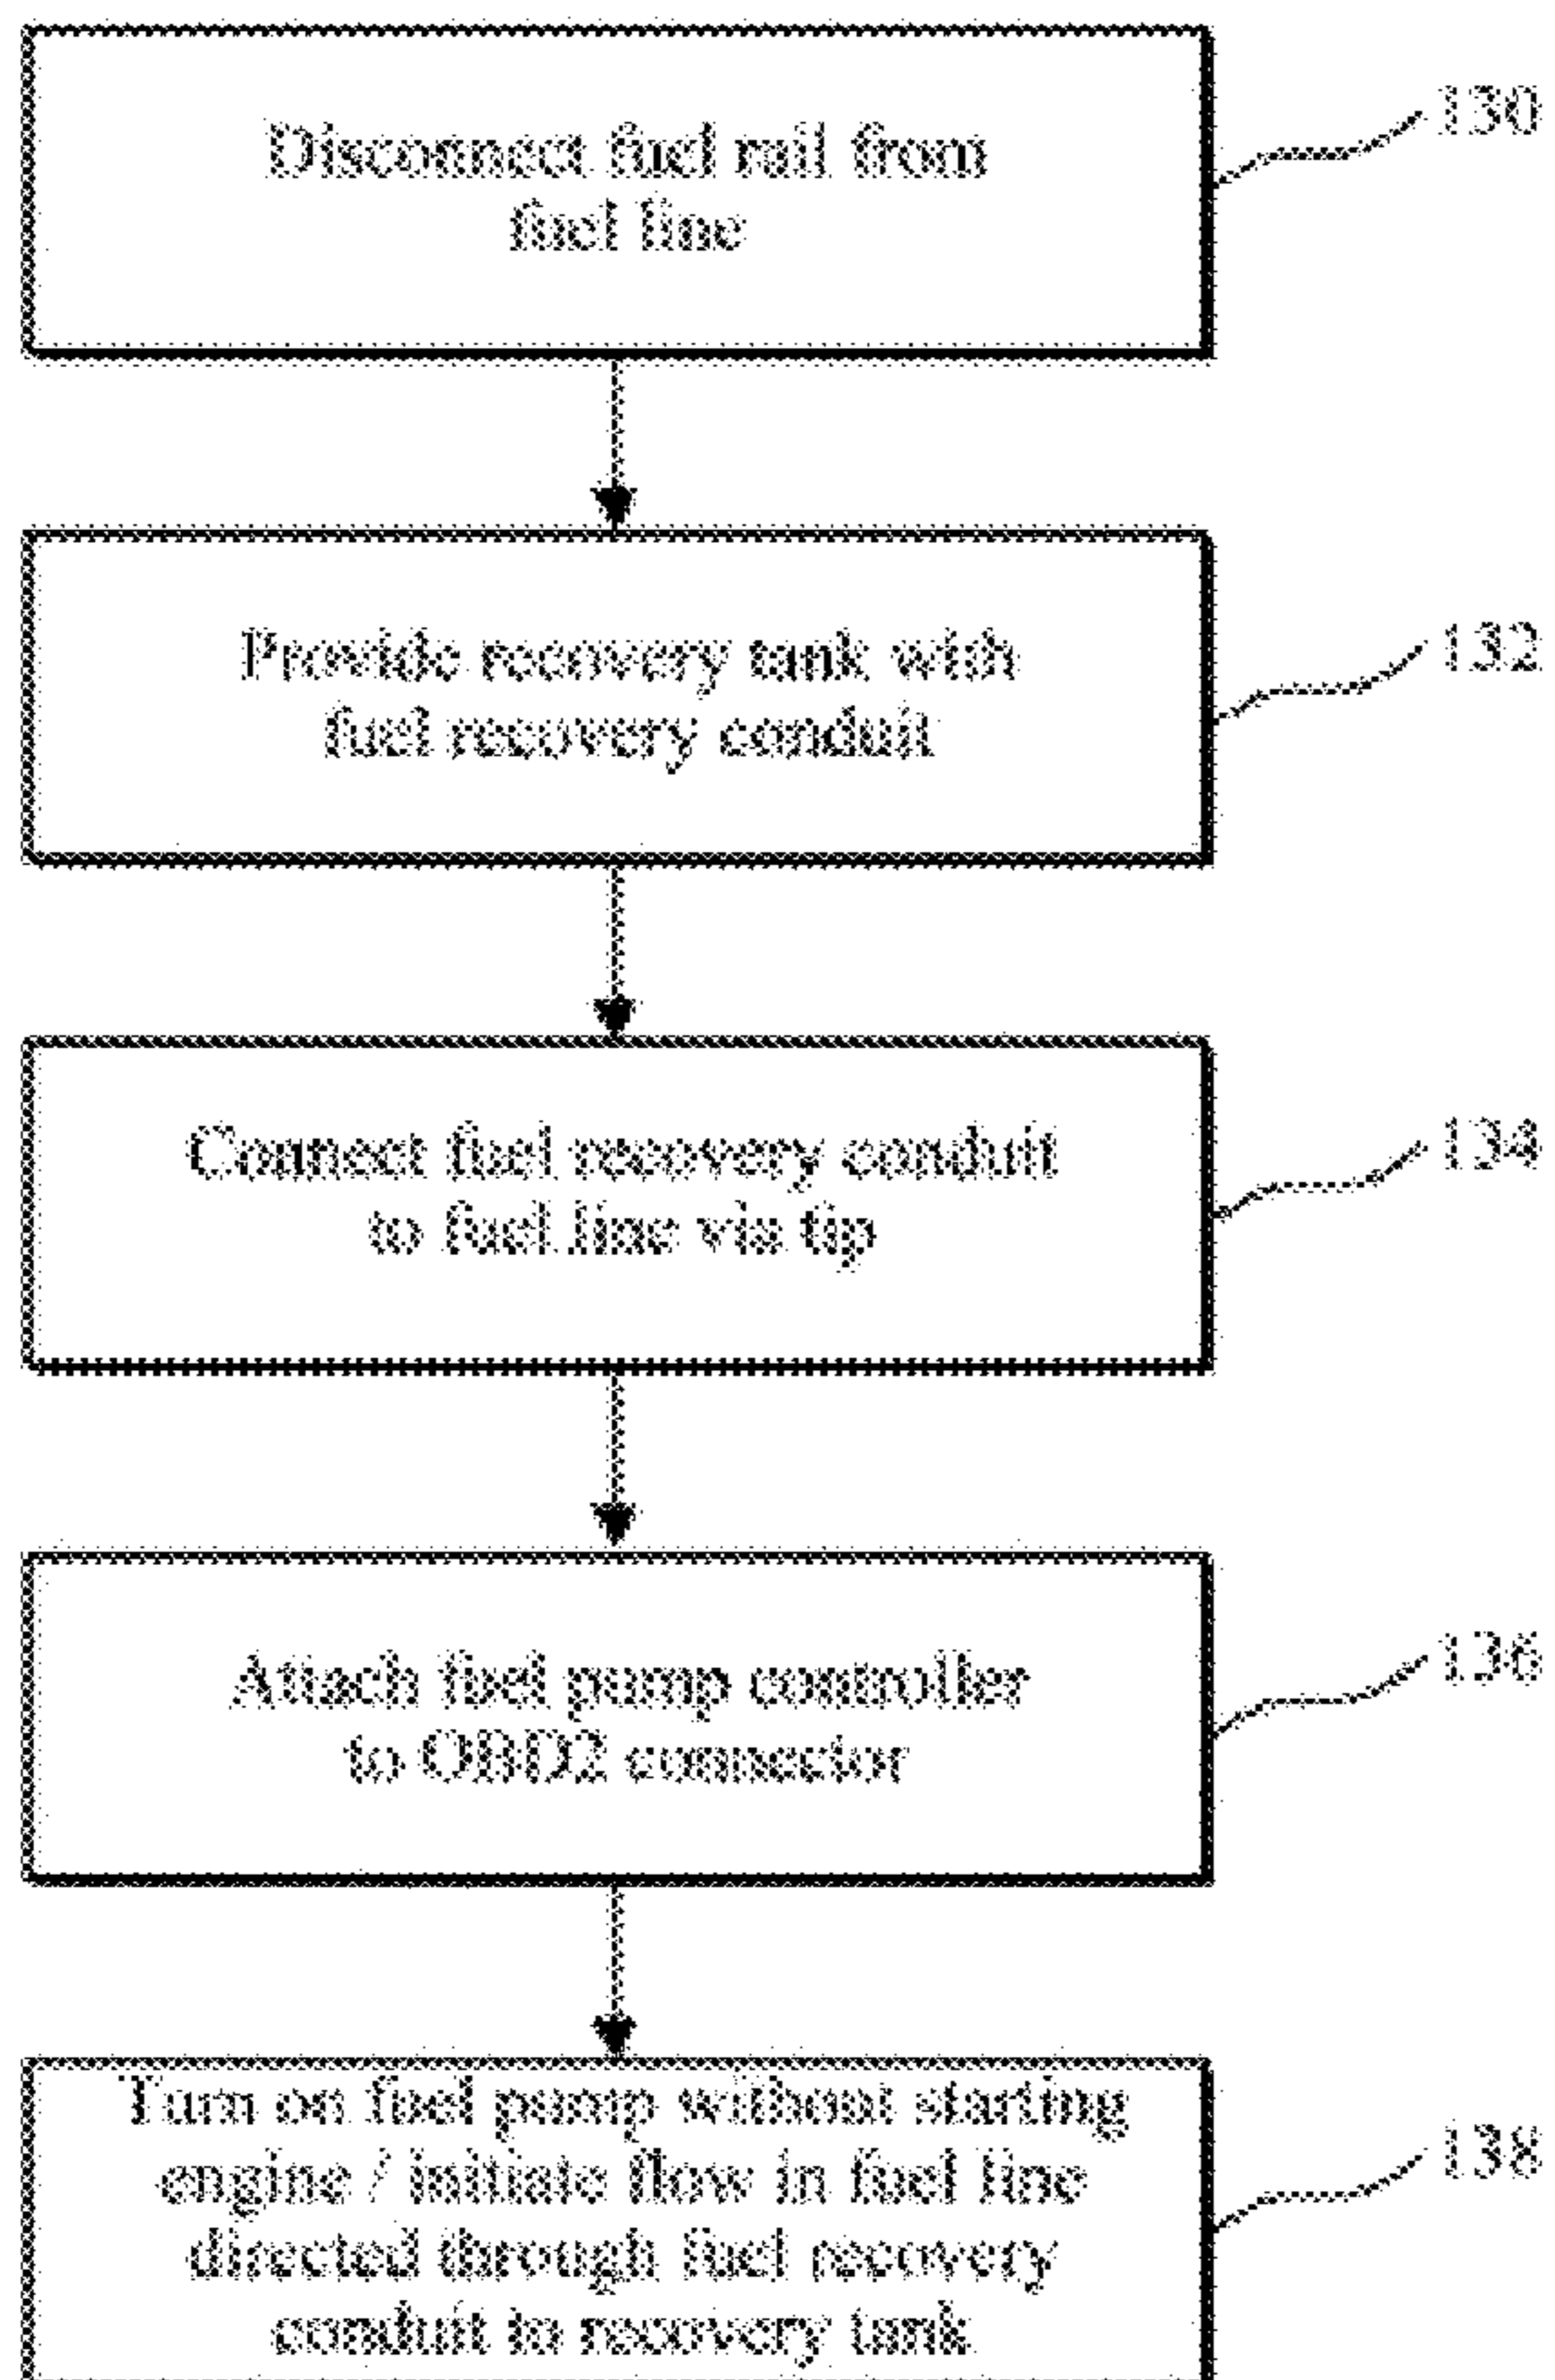 Disconnect fuel rail from
fuel line
130
Provide recovery tank with
fuel recovery conduit
132
Connect fuel recovery conduit
to fuel line via tip
134
Attach fuel pump controller
to OBD2 connector
136
Turn on fuel pump without starting
engine / initiate flow in fuel line
directed through fuel recovery
conduit to recovery tank
138